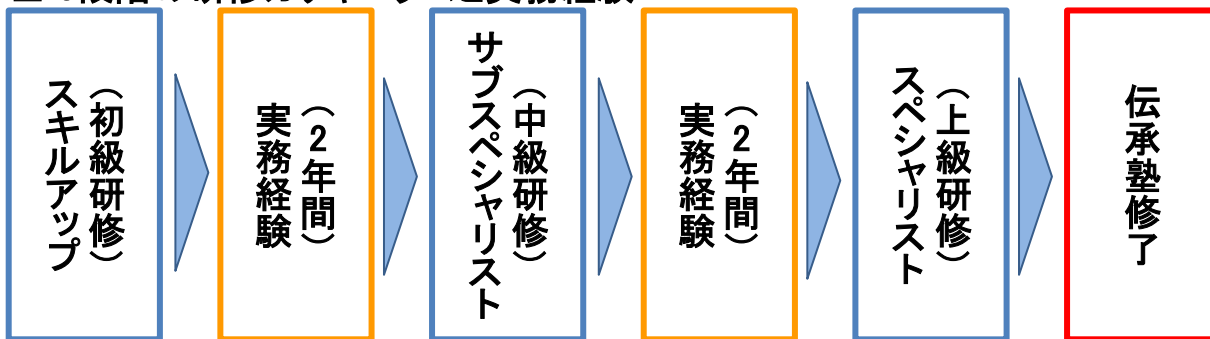 （初級研修）
スキルアップ
（２年間）
実務経験
（中級研修）
サブスペシャリスト
（２年間）
実務経験
（上級研修）
スペシャリスト
伝承塾修了